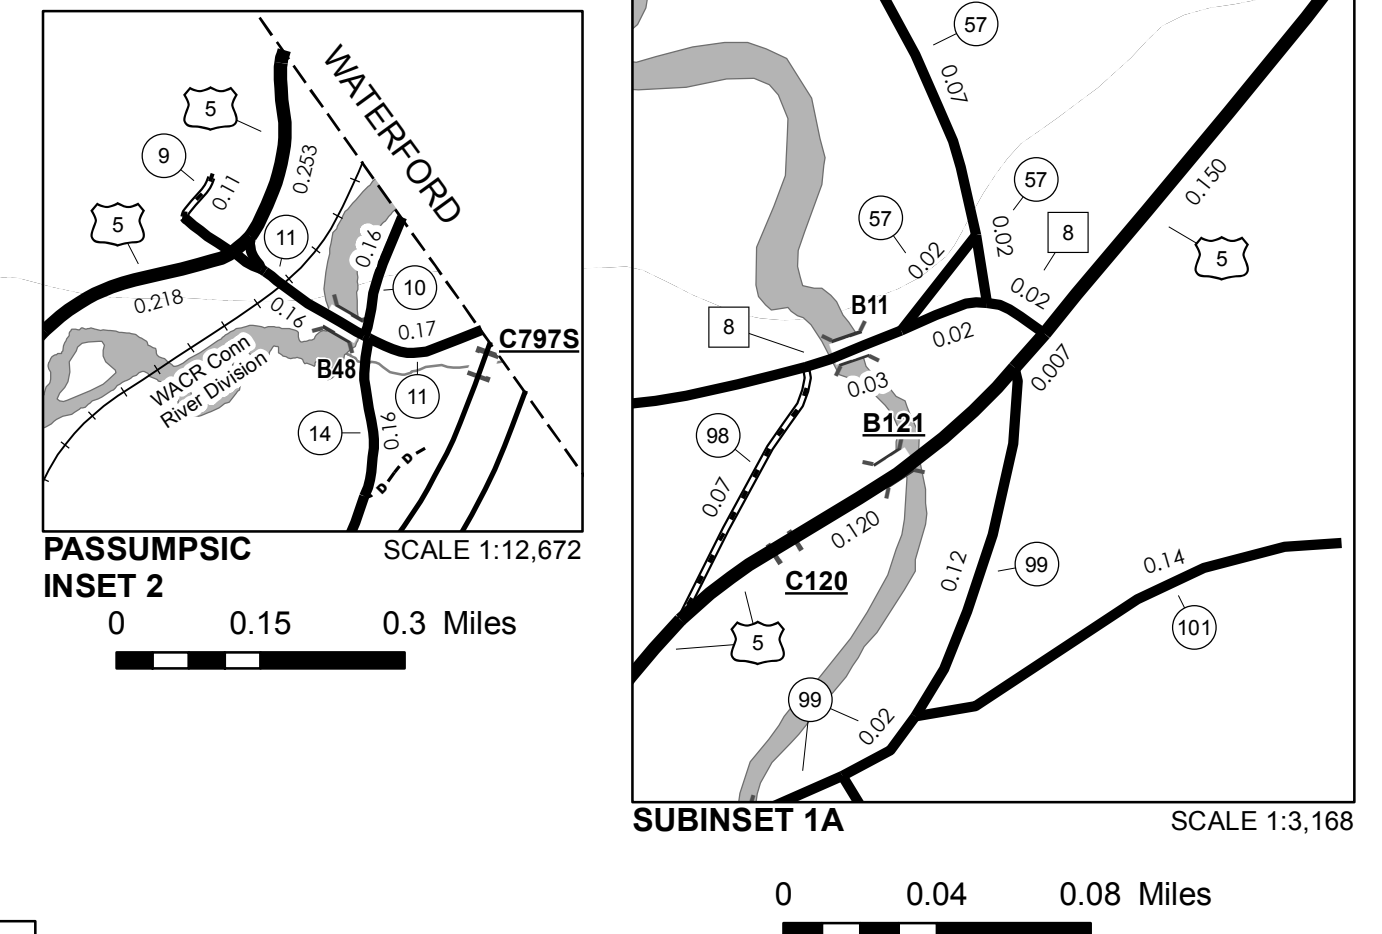 WATERFORD
5
9
0.11
0.253
5
11
0.16
10
0.218
0.16
0.17
C797S
WACR Conn
River Division
B48
11
14
0.16
D
D
PASSUMPSIC
INSET 2
SCALE 1:12,672
0
0.15
0.3 Miles
57
0.07
57
57
0.02
0.02
8
0.150
5
0.02
B11
8
0.02
0.03
0.007
B121
98
0.07
0.120
C120
5
0.12
99
0.14
101
99
0.02
SUBINSET 1A
SCALE 1:3,168
0
0.04
0.08 Miles